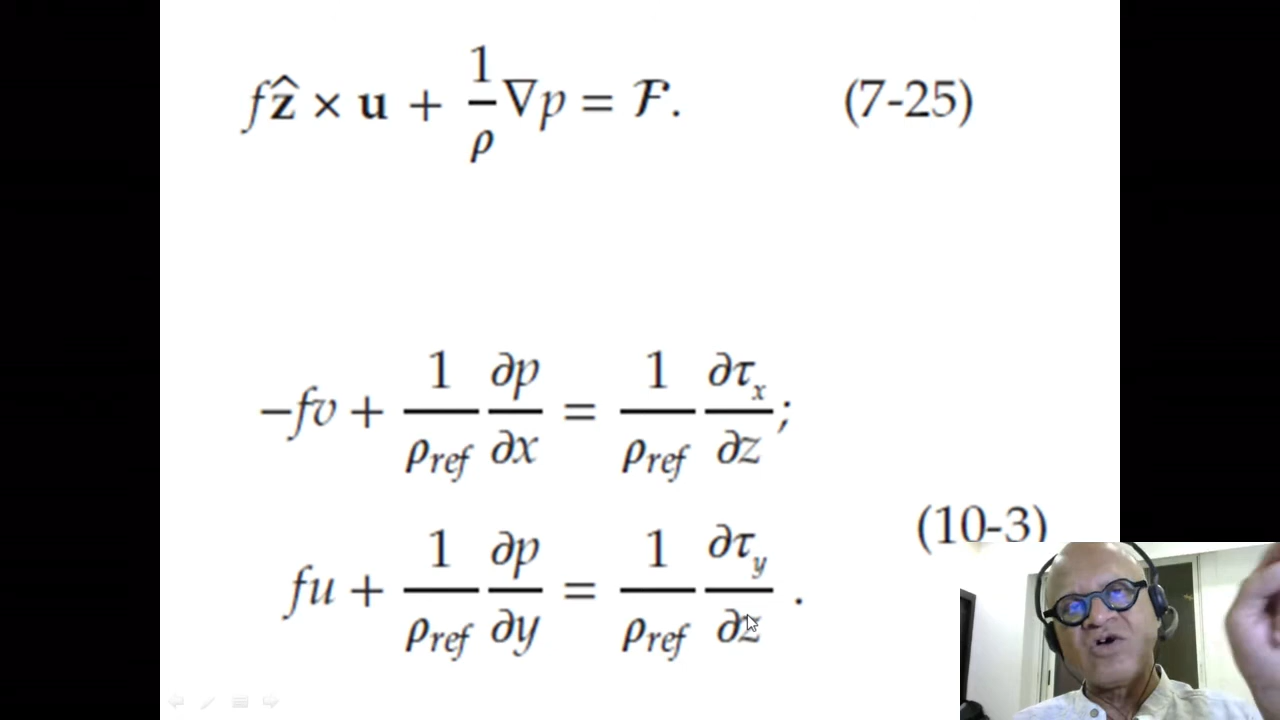 f ẑ × u + 1/ρ ∇p = 𝓕. (7-25)
−fv + 1/ρ_ref ∂p/∂x = 1/ρ_ref ∂τ_x/∂z ;
(10-3)
fu + 1/ρ_ref ∂p/∂y = 1/ρ_ref ∂τ_y/∂z .